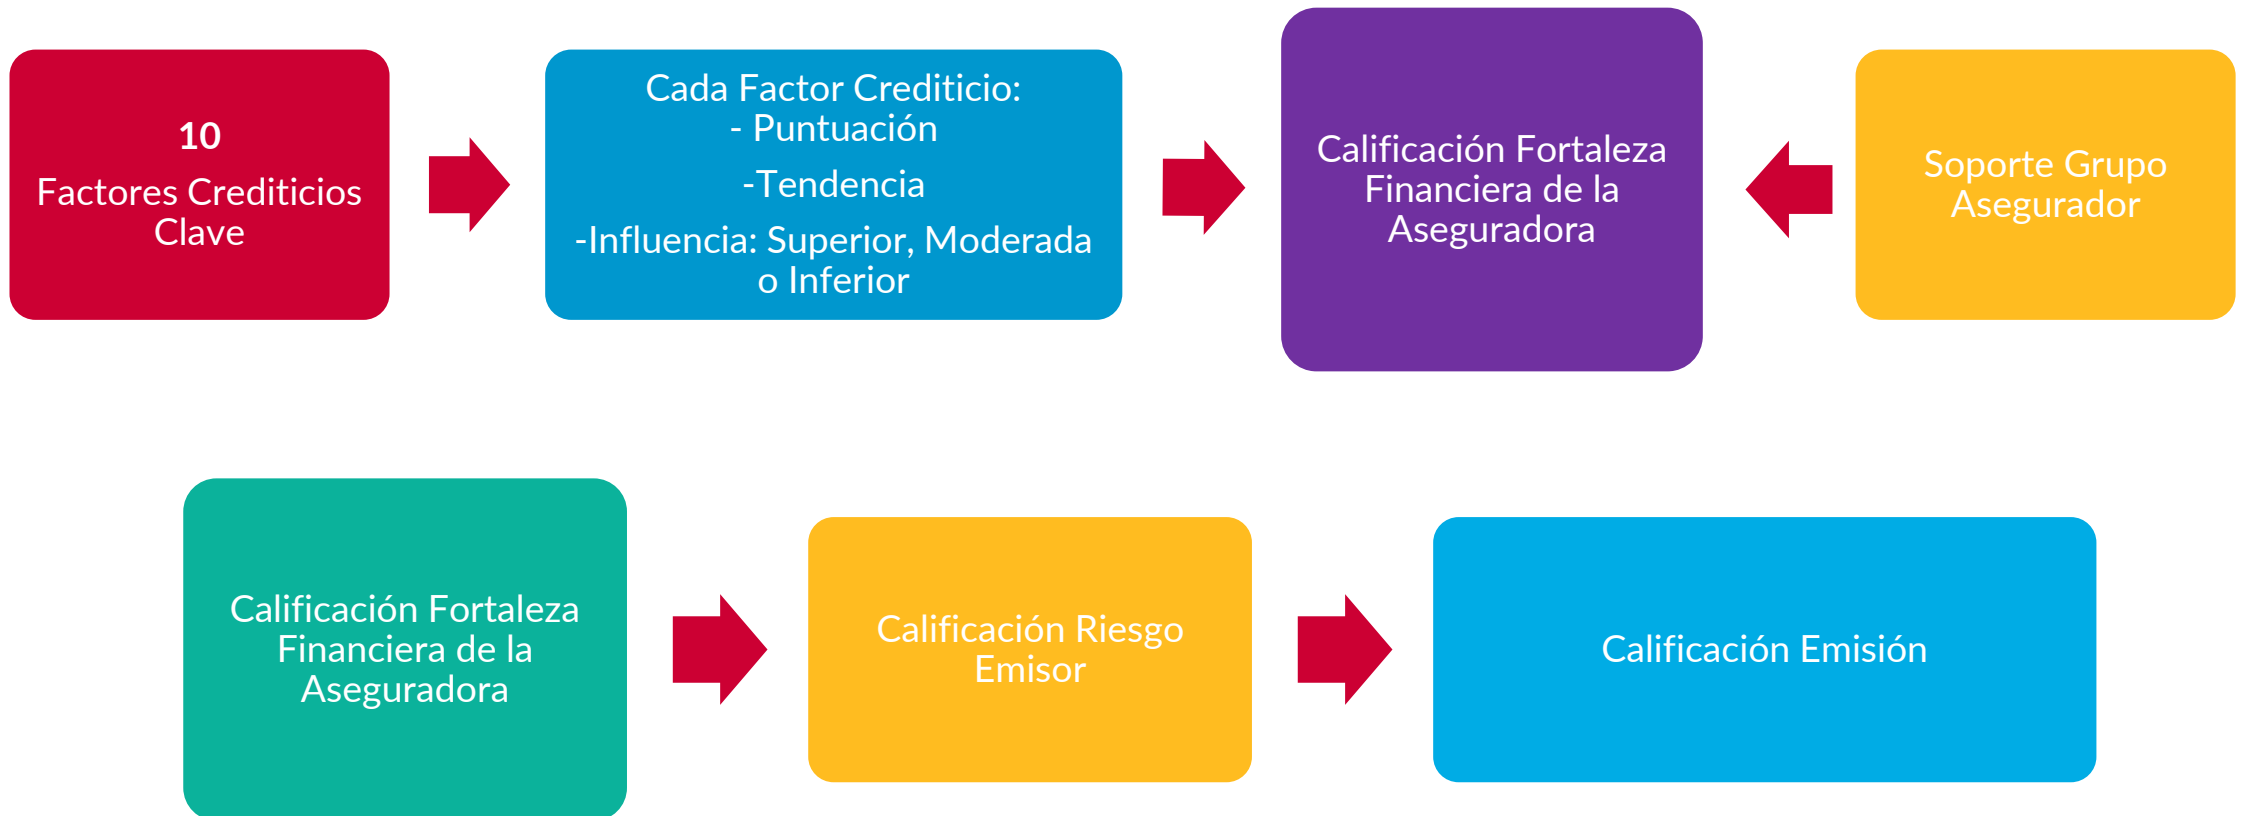 10
Factores Crediticios
Clave
Cada Factor Crediticio:
- Puntuación
-Tendencia
-Influencia: Superior, Moderada
o Inferior
Calificación Fortaleza
Financiera de la
Aseguradora
Soporte Grupo
Asegurador
Calificación Fortaleza
Financiera de la
Aseguradora
Calificación Riesgo
Emisor
Calificación Emisión